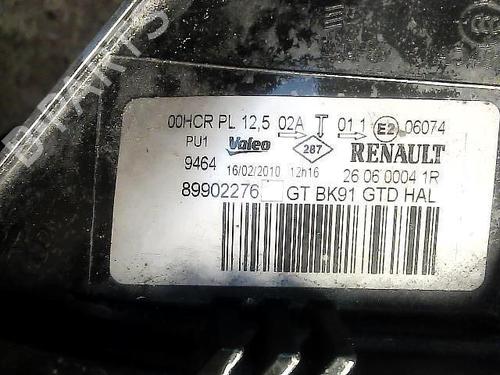 00HCR PL 12,5 02A 01.1 E2 06074
PU1 Valeo 287 RENAULT
9464 16/02/2010 12h16 26 06 0004 1R
89902276 GT BK91 GTD HAL
B-PARTS